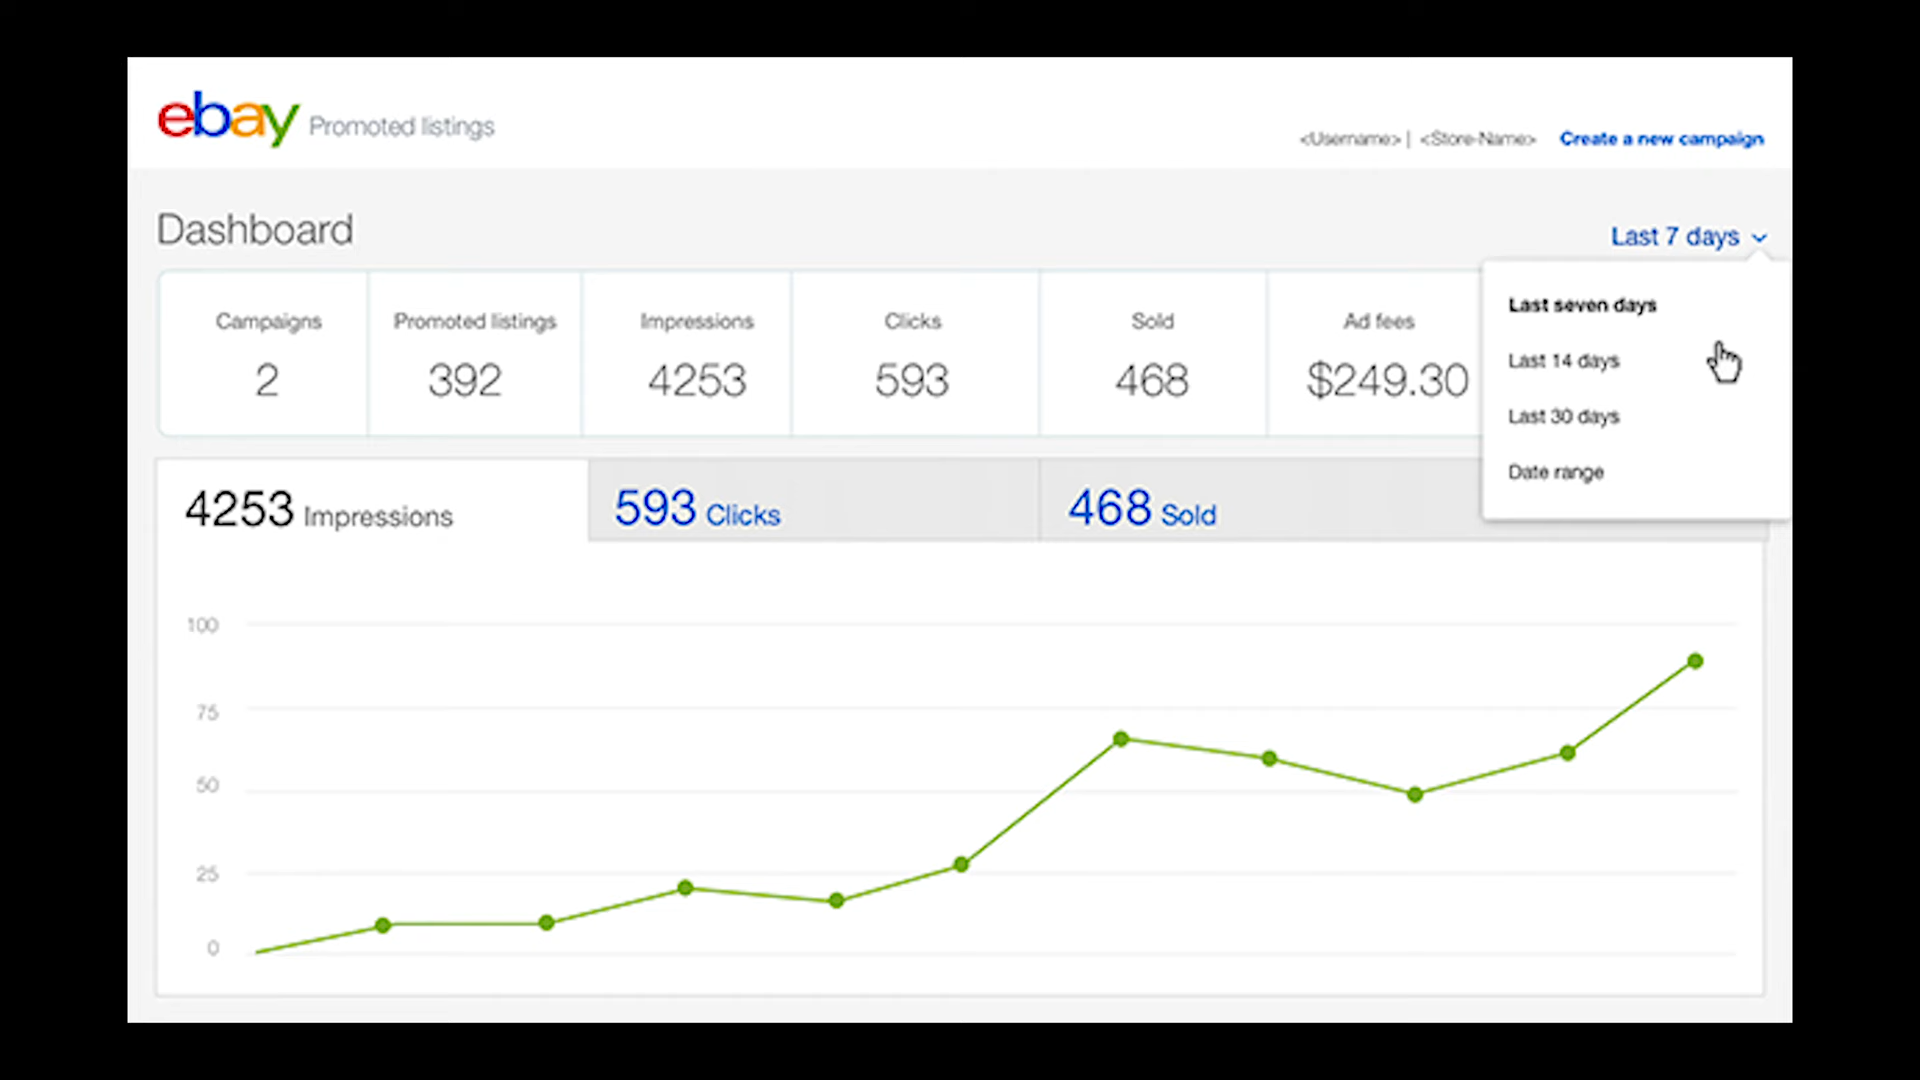 ebay Promoted listings
<Username> | <Store-Name> Create a new campaign
Dashboard
Last 7 days
Campaigns Promoted listings Impressions Clicks Sold Ad fees
2 392 4253 593 468 $249.30
Last seven days
Last 14 days
Last 30 days
Date range
4253 Impressions 593 Clicks 468 Sold
100
75
50
25
0